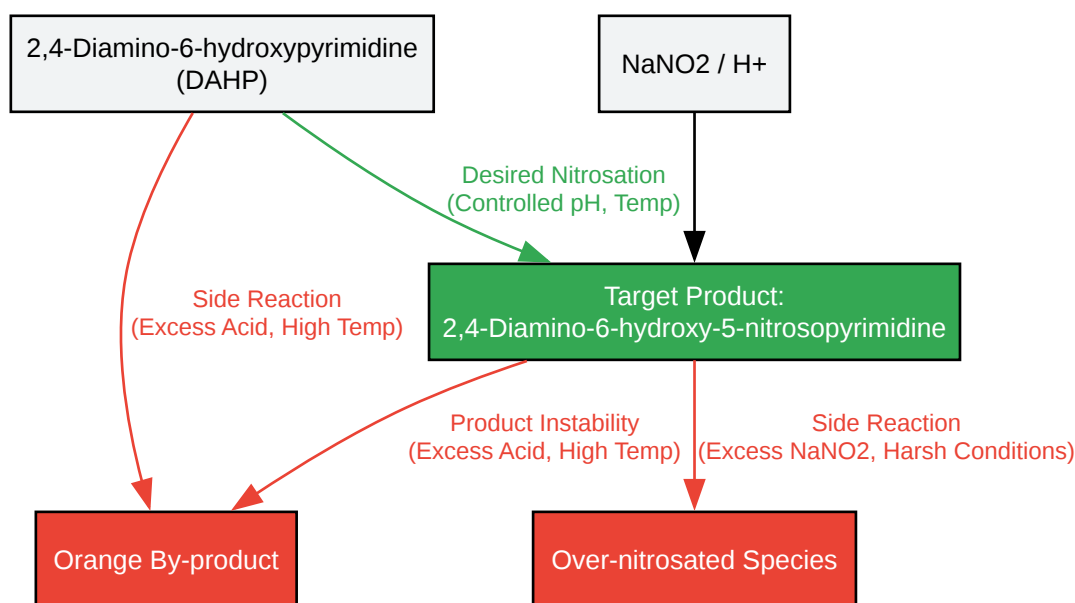 2,4-Diamino-6-hydroxypyrimidine
(DAHP)
NaNO2 / H+
Desired Nitrosation
(Controlled pH, Temp)
Side Reaction
(Excess Acid, High Temp)
Target Product:
2,4-Diamino-6-hydroxy-5-nitrosopyrimidine
Product Instability
(Excess Acid, High Temp)
Side Reaction
(Excess NaNO2, Harsh Conditions)
Orange By-product
Over-nitrosated Species